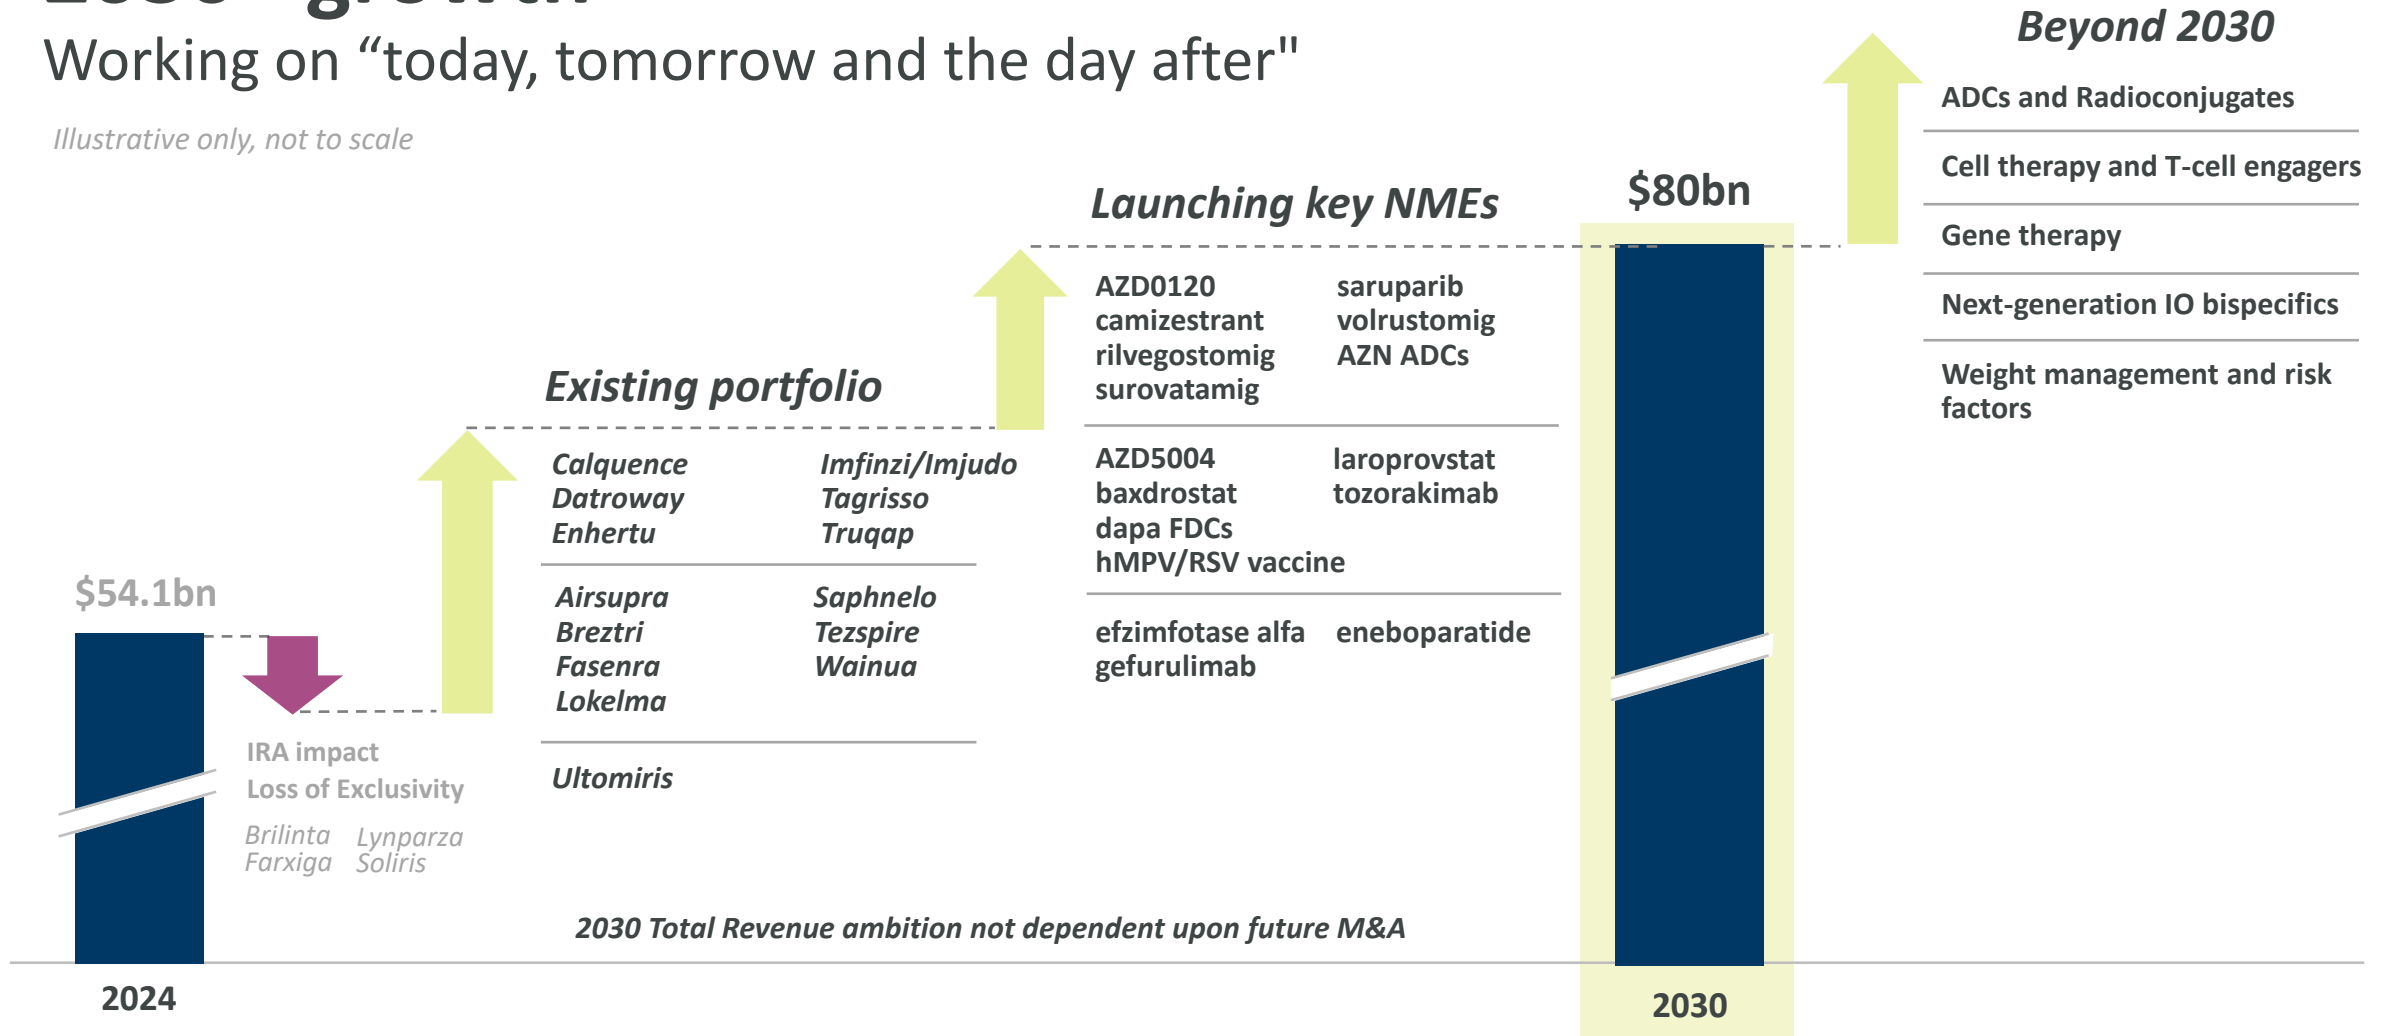 Working on “today, tomorrow and the day after"
Illustrative only, not to scale
$54.1bn
2024
IRA impact
Loss of Exclusivity
Brilinta Lynparza
Farxiga Soliris
Existing portfolio
Calquence Imfinzi/Imjudo
Datroway Tagrisso
Enhertu Truqap
Airsupra Saphnelo
Breztri Tezspire
Fasenra Wainua
Lokelma
Ultomiris
Launching key NMEs
AZD0120 saruparib
camizestrant volrustomig
rilvegostomig AZN ADCs
surovatamig
AZD5004 laroprovstat
baxdrostat tozorakimab
dapa FDCs
hMPV/RSV vaccine
efzimfotase alfa eneboparatide
gefurulimab
2030 Total Revenue ambition not dependent upon future M&A
$80bn
2030
Beyond 2030
ADCs and Radioconjugates
Cell therapy and T-cell engagers
Gene therapy
Next-generation IO bispecifics
Weight management and risk
factors